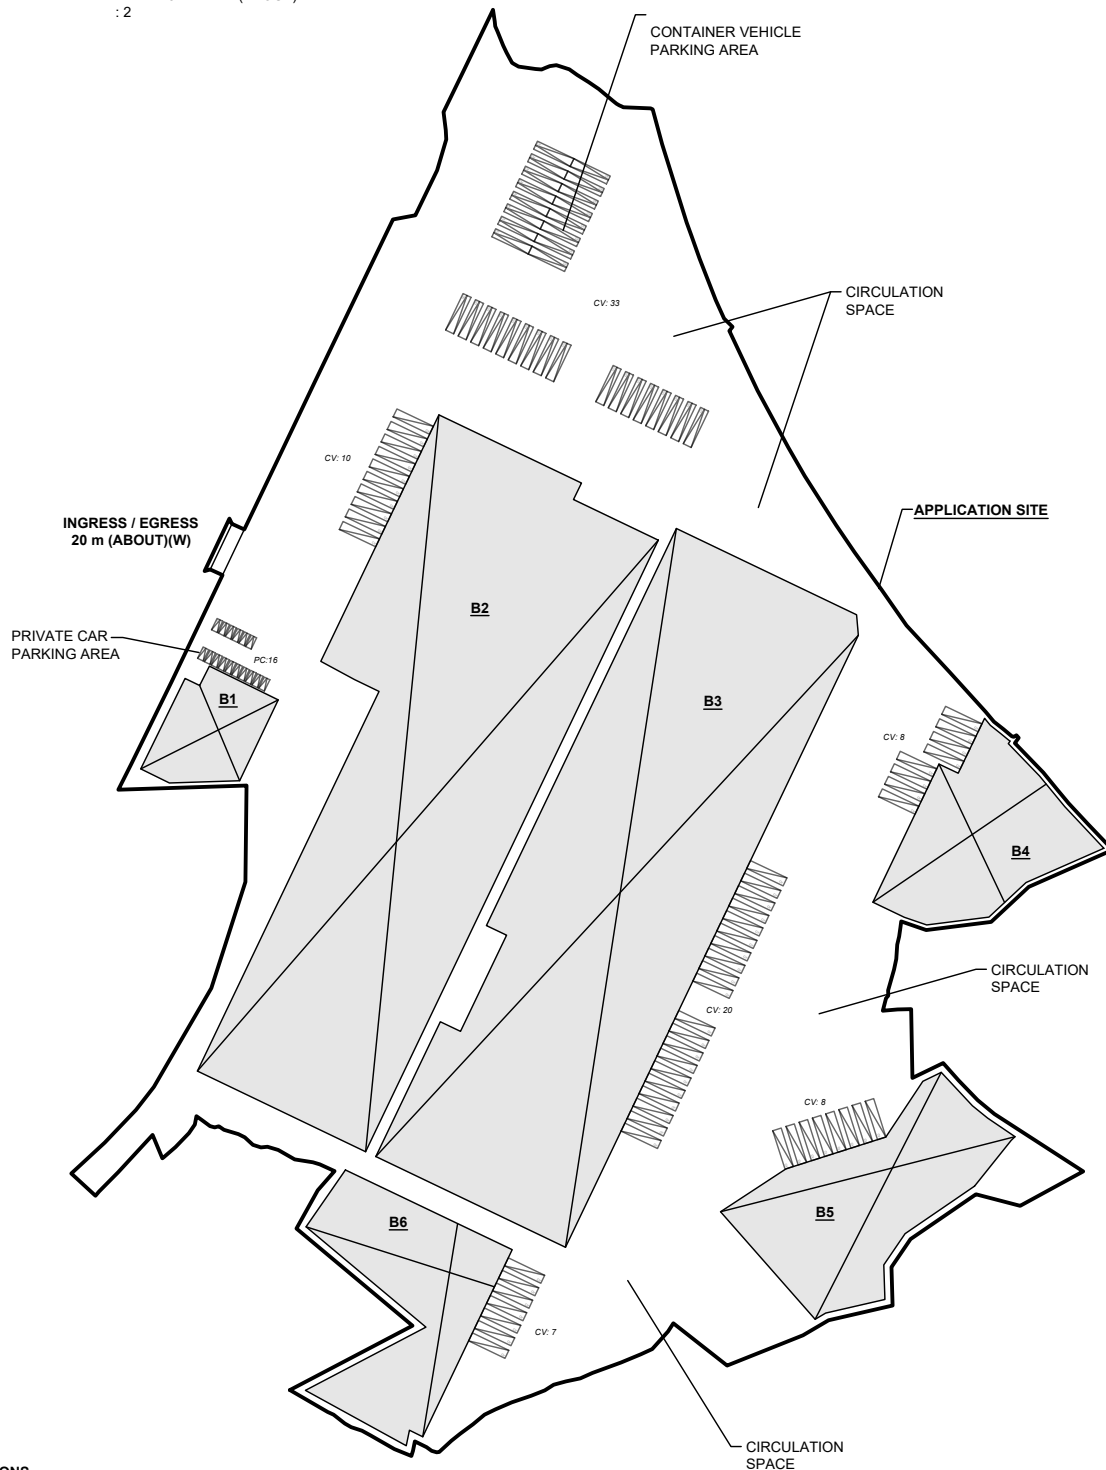 : 2
CONTAINER VEHICLE
PARKING AREA
CV: 33
CIRCULATION
SPACE
CV: 10
INGRESS / EGRESS
20 m (ABOUT)(W)
APPLICATION SITE
B2
PRIVATE CAR
PARKING AREA
PC:16
B1
B3
CV: 8
B4
CIRCULATION
SPACE
CV: 20
CV: 8
B5
B6
CV: 7
CIRCULATION
SPACE